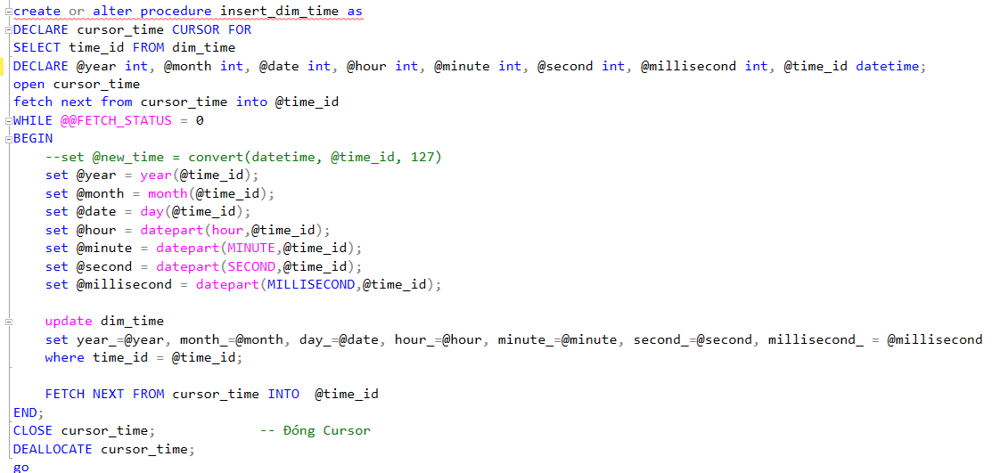 create or alter procedure insert_dim_time as
DECLARE cursor_time CURSOR FOR
SELECT time_id FROM dim_time
DECLARE @year int, @month int, @date int, @hour int, @minute int, @second int, @millisecond int, @time_id datetime;
open cursor_time
fetch next from cursor_time into @time_id
WHILE @@FETCH_STATUS = 0
BEGIN
    --set @new_time = convert(datetime, @time_id, 127)
    set @year = year(@time_id);
    set @month = month(@time_id);
    set @date = day(@time_id);
    set @hour = datepart(hour,@time_id);
    set @minute = datepart(MINUTE,@time_id);
    set @second = datepart(SECOND,@time_id);
    set @millisecond = datepart(MILLISECOND,@time_id);
    update dim_time
    set year_=@year, month_=@month, day_=@date, hour_=@hour, minute_=@minute, second_=@second, millisecond_ = @millisecond
    where time_id = @time_id;
    FETCH NEXT FROM cursor_time INTO  @time_id
END;
CLOSE cursor_time;             -- Đóng Cursor
DEALLOCATE cursor_time;
go